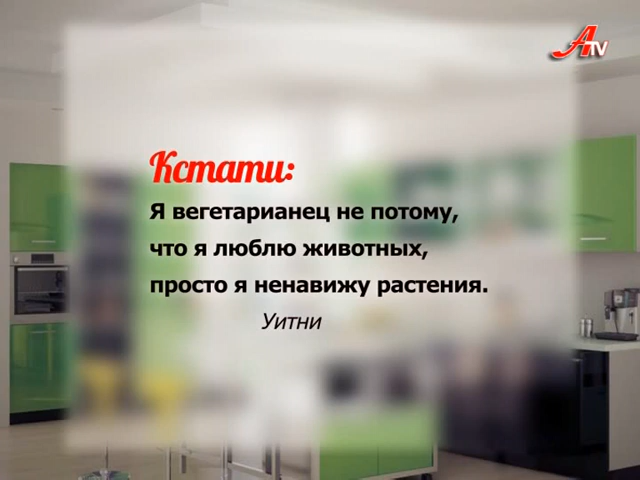 ATV
Кстати:
Я вегетарианец не потому,
что я люблю животных,
просто я ненавижу растения.
Уитни